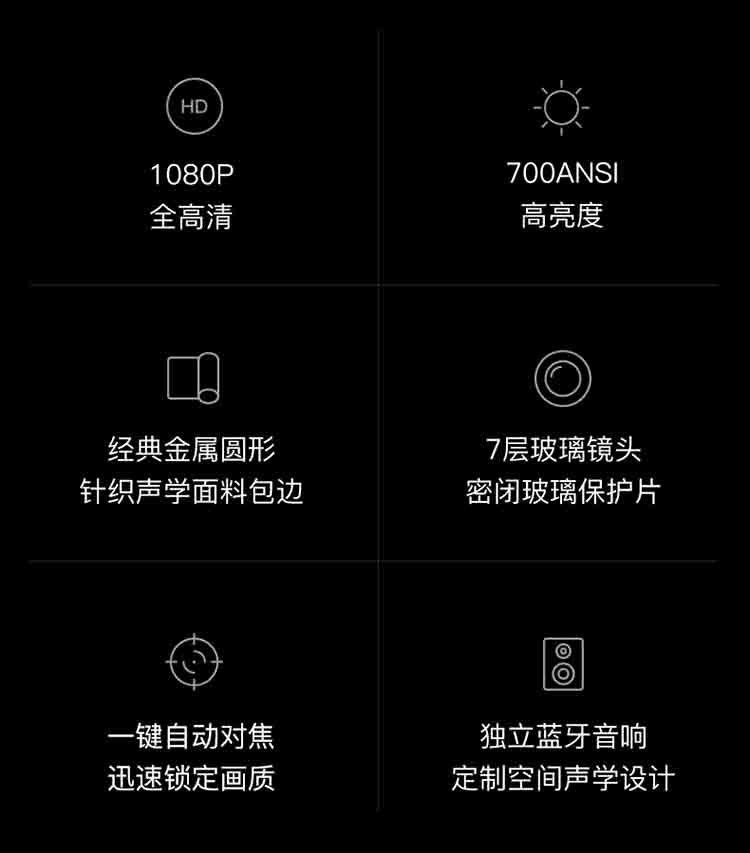 HD
1080P
全高清
700ANSI
高亮度
经典金属圆形
针织声学面料包边
7层玻璃镜头
密闭玻璃保护片
一键自动对焦
迅速锁定画质
独立蓝牙音响
定制空间声学设计